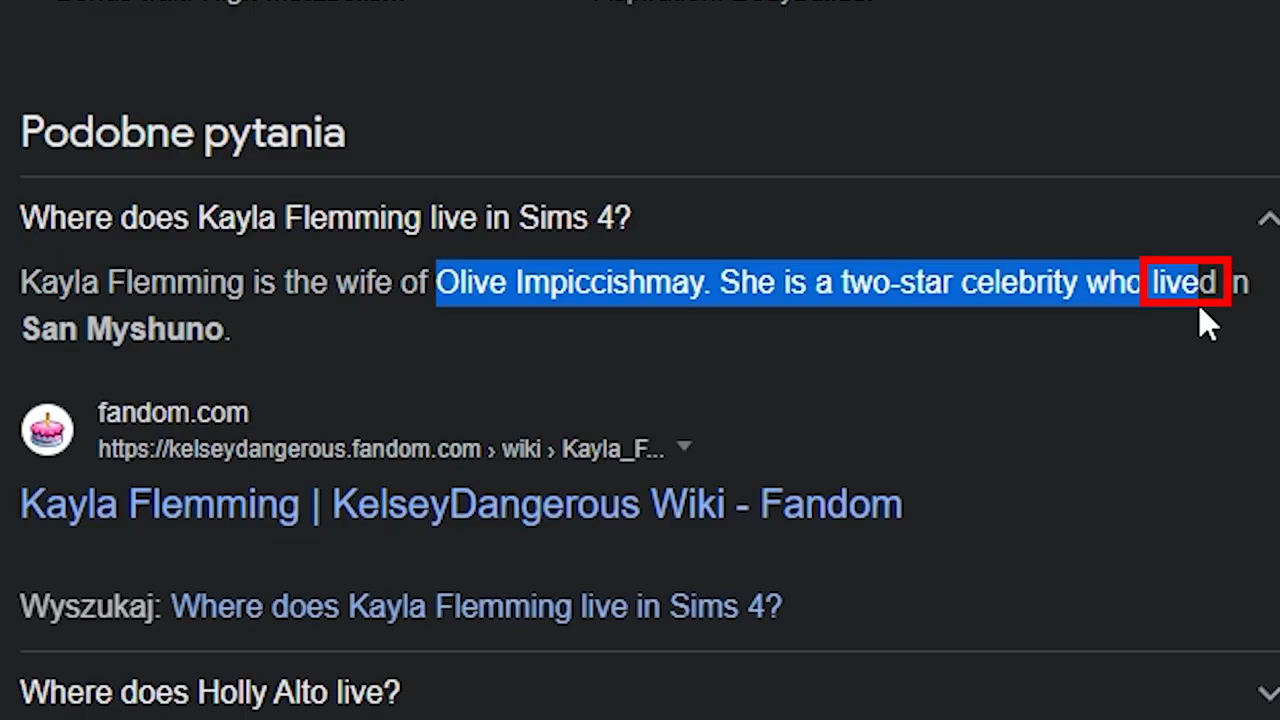 Podobne pytania
Where does Kayla Flemming live in Sims 4?
Kayla Flemming is the wife of Olive Impiccishmay. She is a two-star celebrity who lived in
San Myshuno.
fandom.com
https://kelseydangerous.fandom.com › wiki › Kayla_F...
Kayla Flemming | KelseyDangerous Wiki - Fandom
Wyszukaj: Where does Kayla Flemming live in Sims 4?
Where does Holly Alto live?